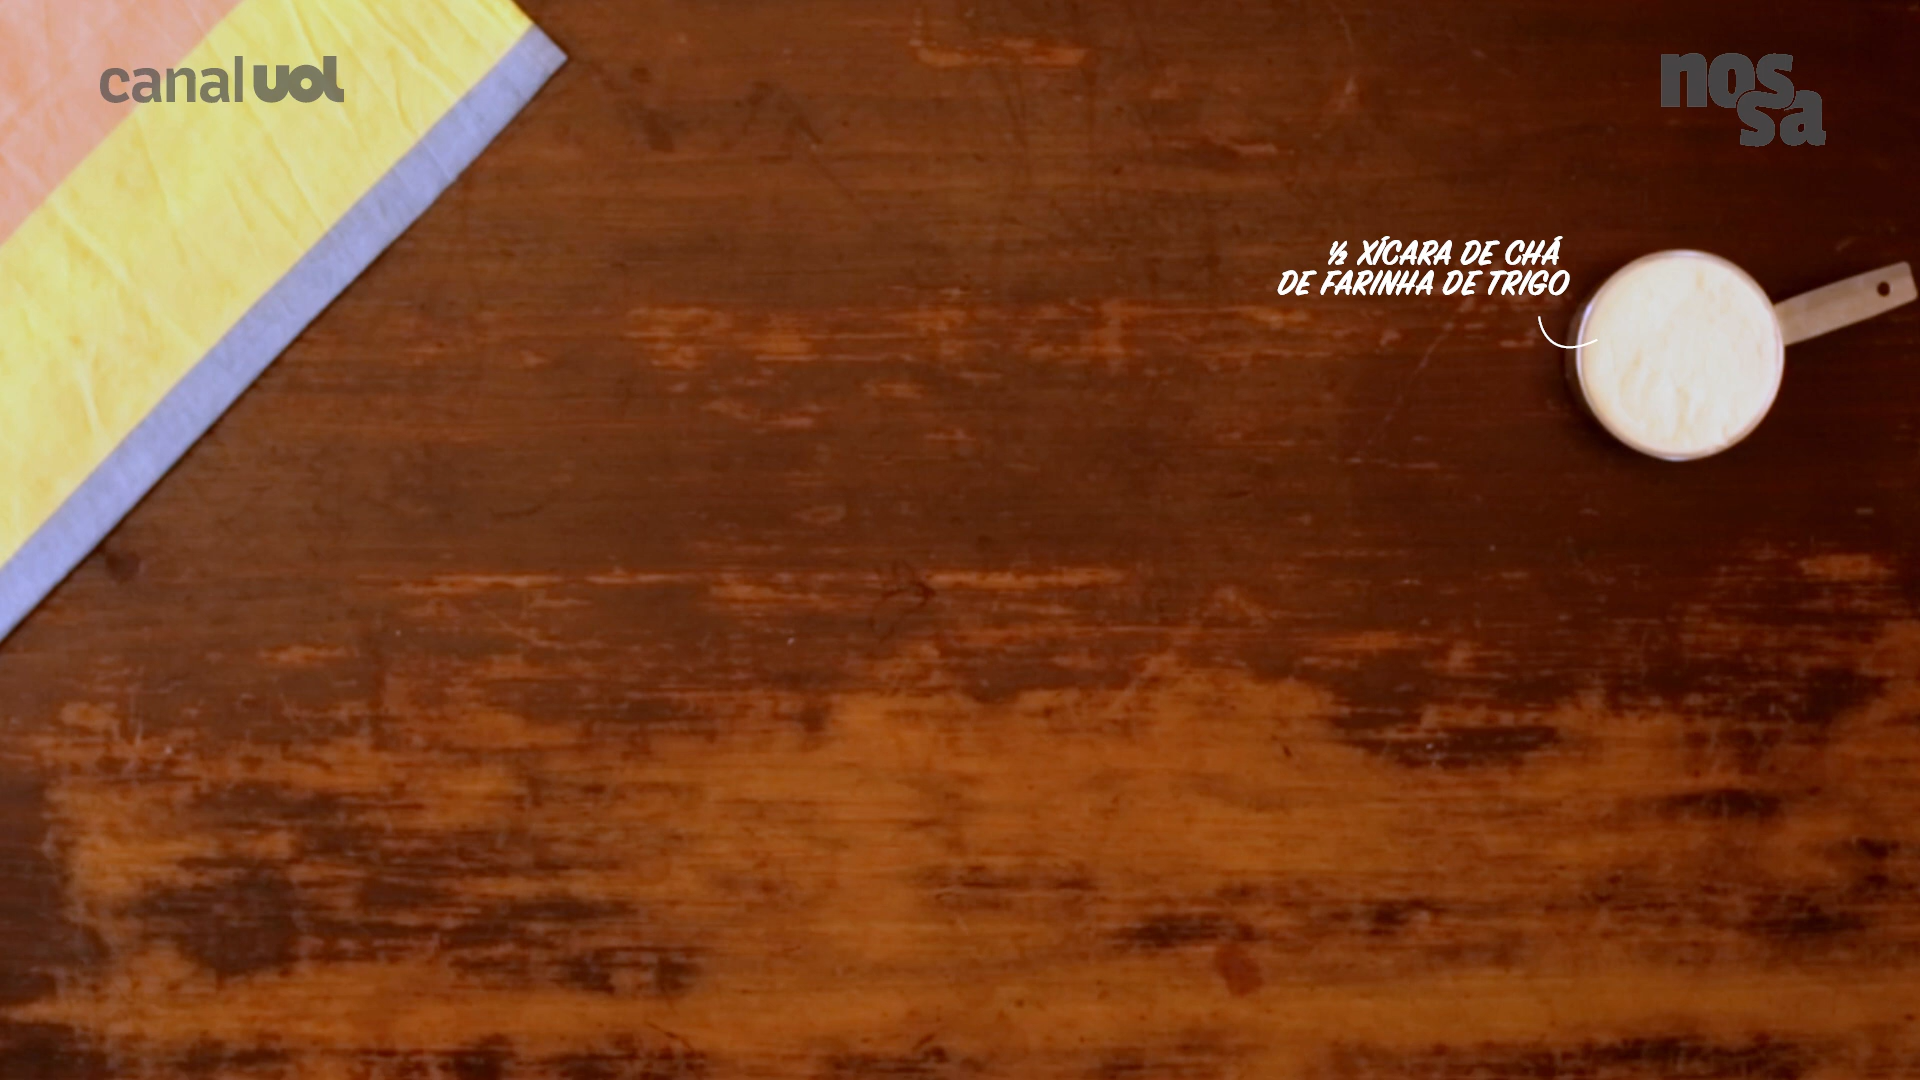 canal uol
nossa
½ XÍCARA DE CHÁ
DE FARINHA DE TRIGO